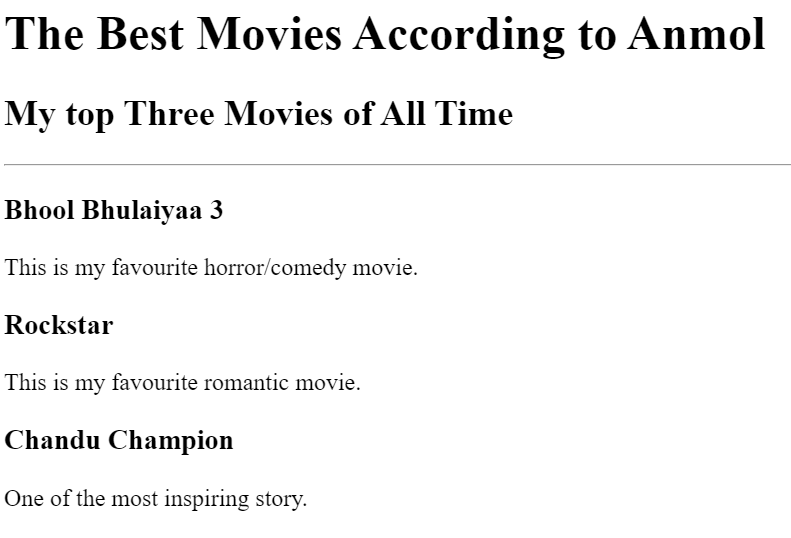 The Best Movies According to Anmol
My top Three Movies of All Time
Bhool Bhulaiyaa 3
This is my favourite horror/comedy movie.
Rockstar
This is my favourite romantic movie.
Chandu Champion
One of the most inspiring story.